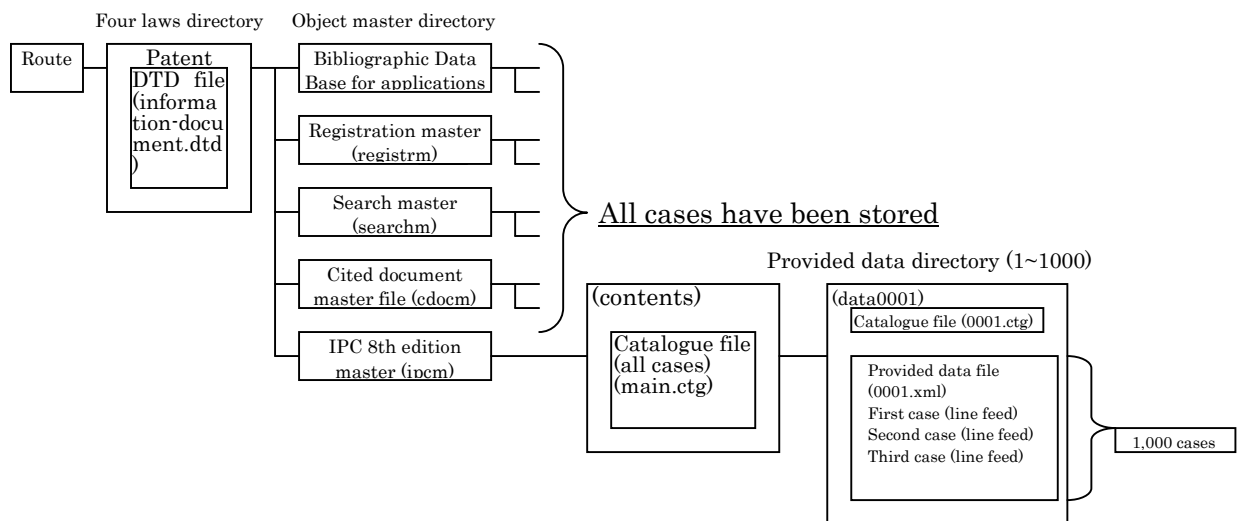 Four laws directory
Object master directory
Route
Patent
DTD file
(informa
tion-docu
ment.dtd
)
Bibliographic Data
Base for applications
Registration master
(registrm)
Search master
(searchm)
Cited document
master file (cdocm)
IPC 8th edition
master (ipcm)
All cases have been stored
Provided data directory (1~1000)
(contents)
Catalogue file
(all cases)
(main.ctg)
(data0001)
Catalogue file (0001.ctg)
Provided data file
(0001.xml)
First case (line feed)
Second case (line feed)
Third case (line feed)
1,000 cases